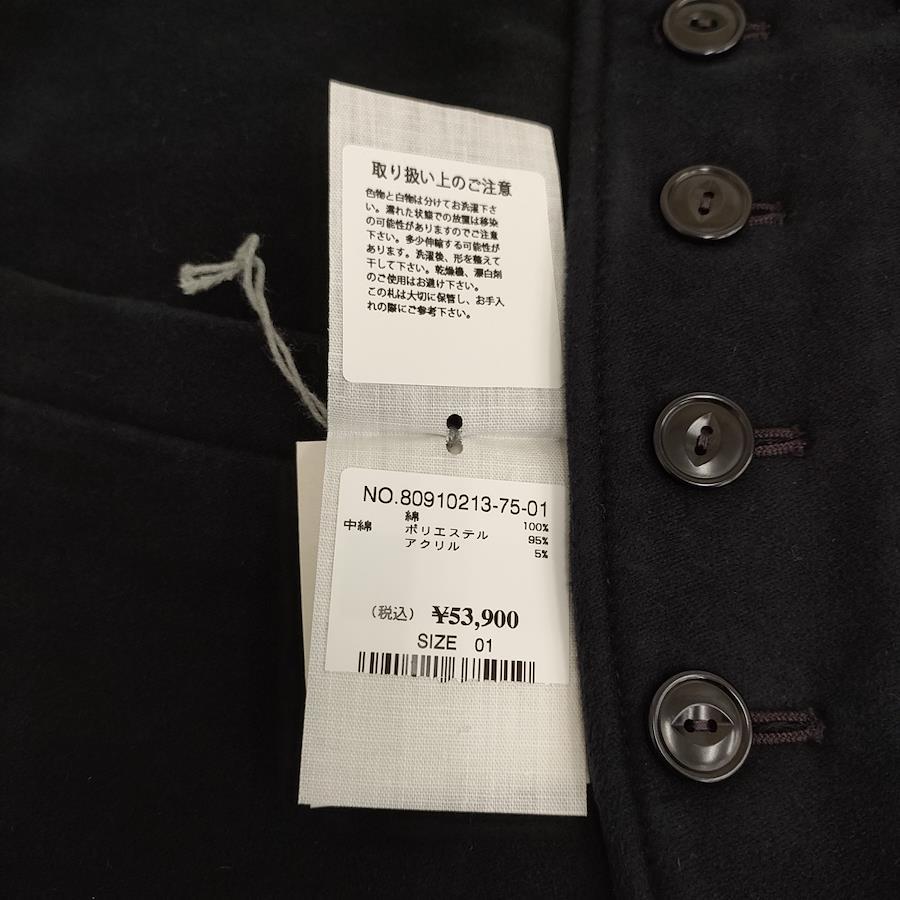 取り扱い上のご注意
色物と白物は分けてお洗濯下さ
い。濡れた状態での放置は移染
の可能性がありますのでご注意
下さい。多少伸縮する可能性が
あります。洗濯後、形を整えて
干して下さい。乾燥機、漂白剤
のご使用はお避け下さい。
この札は大切に保管し、お手入
れの際にご参考下さい。
NO.80910213-75-01
綿 100%
中綿 ポリエステル 95%
アクリル 5%
（税込） ¥53,900
SIZE 01